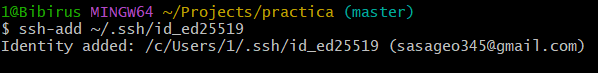 1@Bibirus MINGW64 ~/Projects/practica (master)
$ ssh-add ~/.ssh/id_ed25519
Identity added: /c/Users/1/.ssh/id_ed25519 (sasageo345@gmail.com)